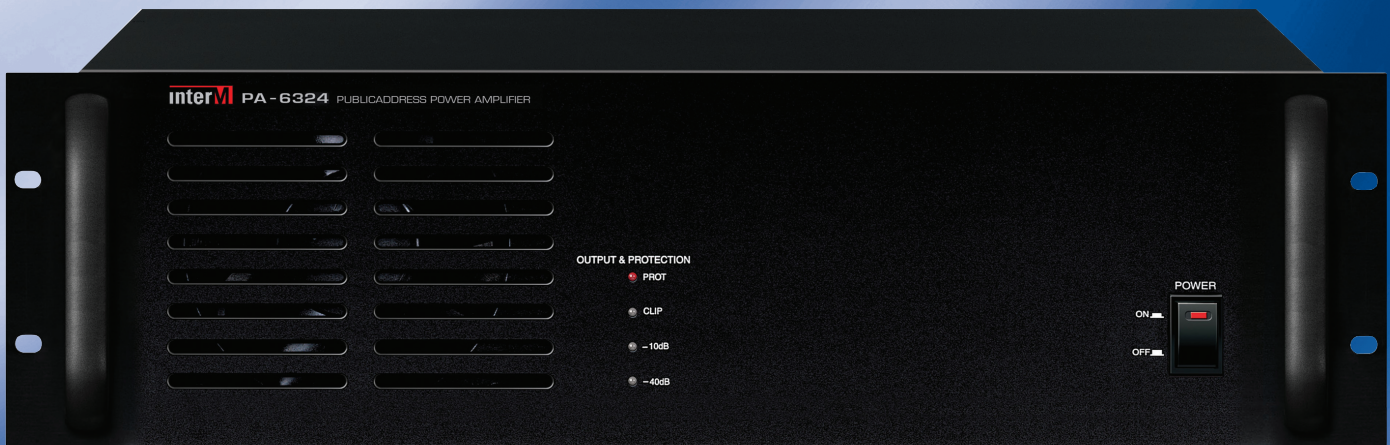 interM PA-6324 PUBLICADDRESS POWER AMPLIFIER
OUTPUT & PROTECTION
PROT
CLIP
-10dB
-40dB
POWER
ON
OFF